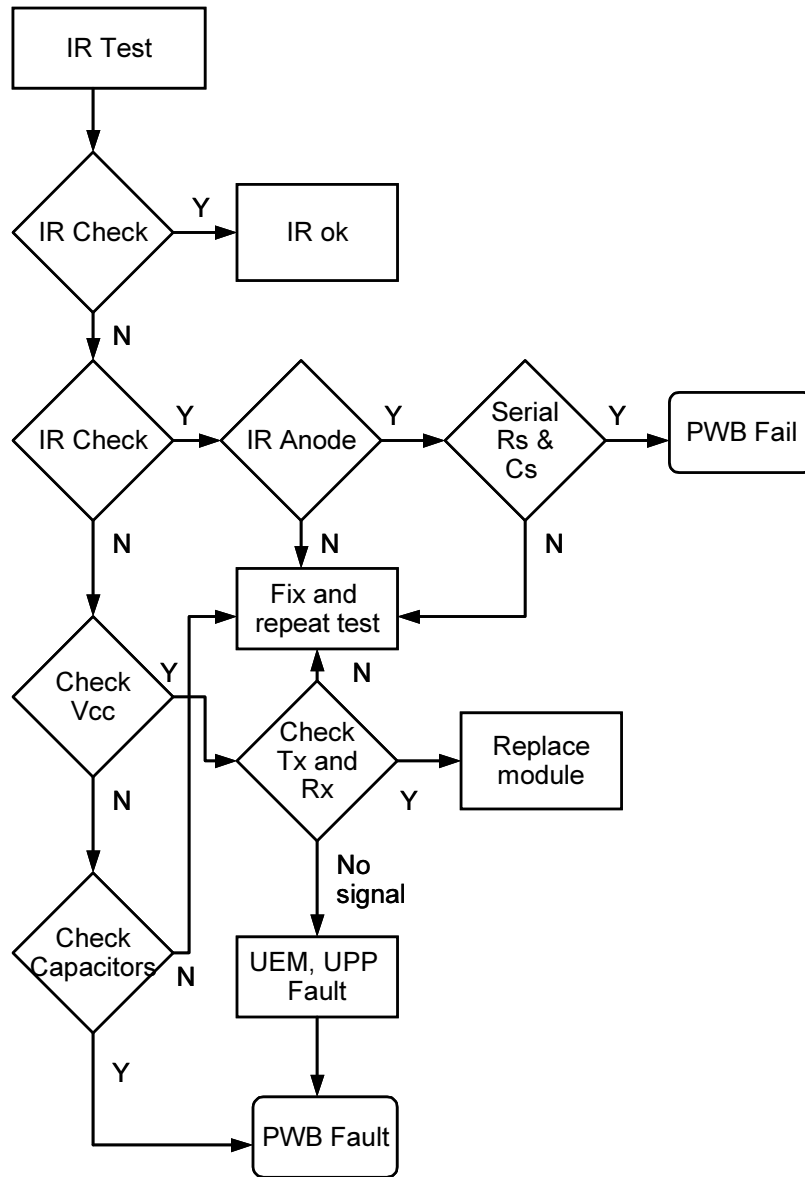 IR Test
IR Check
Y
IR ok
N
IR Check
Y
IR Anode
Y
Serial
Rs &
Cs
Y
PWB Fail
N
N
N
Fix and
repeat test
Check
Vcc
Y
N
Check
Tx and
Rx
Y
Replace
module
N
No
signal
Check
Capacitors
N
UEM, UPP
Fault
Y
PWB Fault